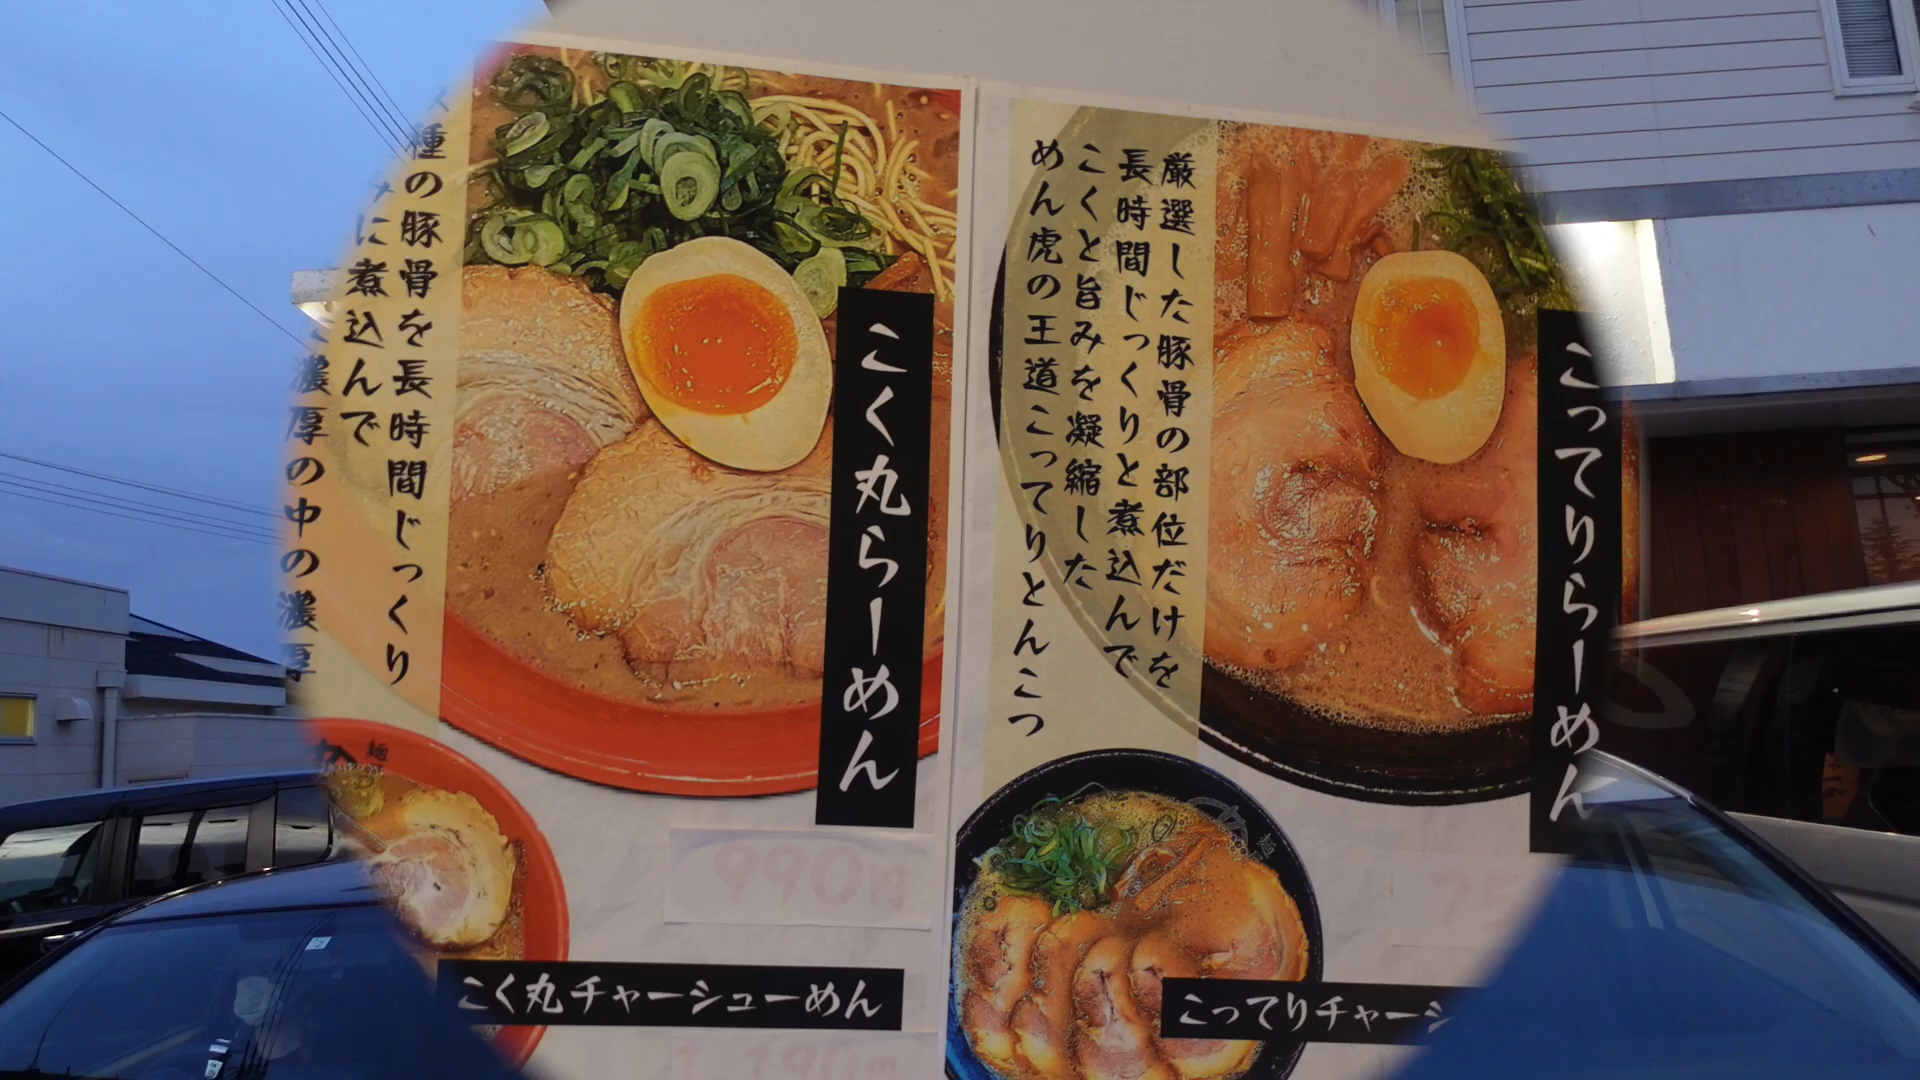 厳選した豚骨の部位だけを
長時間じっくりと煮込んで
こくと旨みを凝縮した
めん虎の王道こってりとんこつ
こってりらーめん
こってりチャーシ
種の豚骨を長時間じっくり
に煮込んで
濃厚の中の濃厚
こく丸らーめん
990円
こく丸チャーシューめん
1,190円